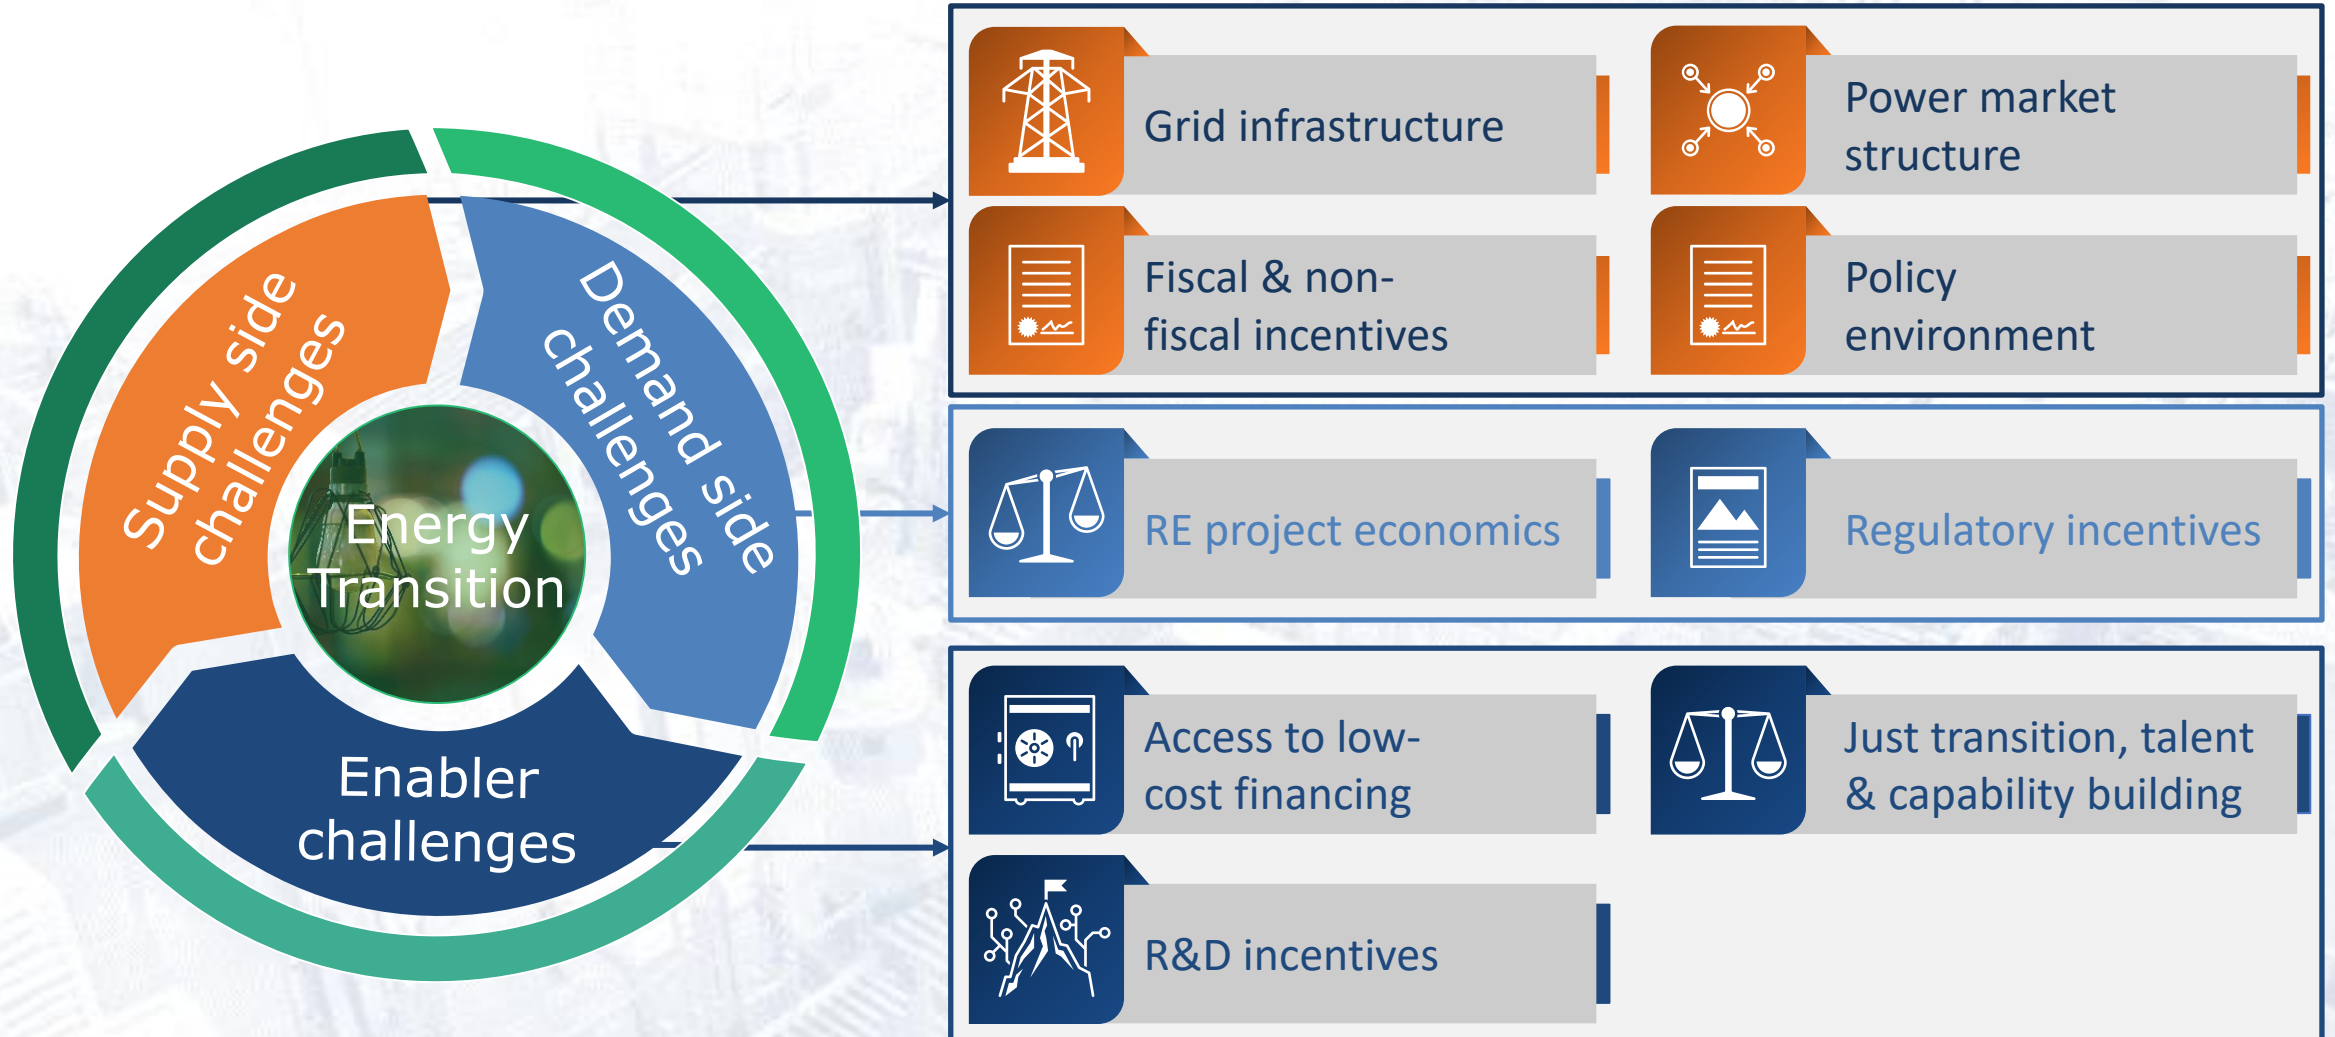 Supply side
challenges
Demand side
challenges
Energy
Transition
Enabler
challenges
Grid infrastructure
Power market
structure
Fiscal & non-
fiscal incentives
Policy
environment
RE project economics
Regulatory incentives
Access to low-
cost financing
Just transition, talent
& capability building
R&D incentives